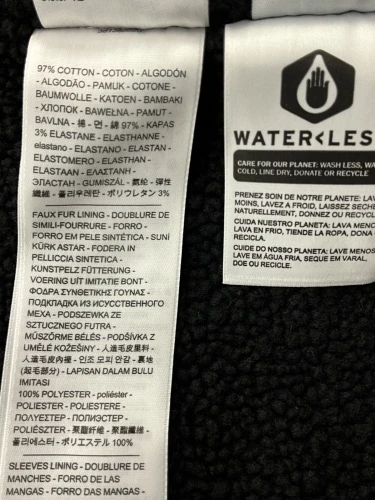 97% COTTON - COTON - ALGODÓN
- ALGODÃO - PAMUK - COTONE -
BAUMWOLLE - KATOEN - BAMBAKI
- ХЛОПОК - BAWEŁNA - PAMUT -
BAVLNA - 棉 - 면 - 綿 97% - KAPAS
3% ELASTANE - ELASTHANNE -
elastano - ELASTANO - ELASTAN -
ELASTOMERO - ELASTHAN -
ELASTAAN - ΕΛΑΣΤΑΝΗ -
ЭЛАСТАН - GUMISZÁL - 氨纶 - 彈性
纖維 - 폴리우레탄 - ポリウレタン 3%
FAUX FUR LINING - DOUBLURE DE
SIMILI-FOURRURE - FORRO -
FORRO EM PELE SINTÉTICA - SUNİ
KÜRK ASTAR - FODERA IN
PELLICCIA SINTETICA -
KUNSTPELZ FÜTTERUNG -
VOERING UIT IMITATIE BONT -
ΦΟΔΡΑ ΣΥΝΘΕΤΙΚΗΣ ΓΟΥΝΑΣ -
ПОДКЛАДКА ИЗ ИСКУССТВЕННОГО
МЕХА - PODSZEWKA ZE
SZTUCZNEGO FUTRA -
MŰSZŐRME BÉLÉS - PODŠÍVKA Z
UMĚLÉ KOŽEŠINY - 人造毛皮里料 -
人造毛皮內裡 - 인조 모피 안감 - 裏地
(起毛部分) - LAPISAN DALAM BULU
IMITASI
100% POLYESTER - poliéster -
POLIESTER - POLIESTERE -
ΠΟΛΥΕΣΤΕΡ - ПОЛИЭСТЕР -
POLIÉSZTER - 聚酯纤维 - 聚酯纖維 -
폴리에스터 - ポリエステル 100%
SLEEVES LINING - DOUBLURE DE
MANCHES - FORRO DE LAS
MANGAS - FORRO DAS MANGAS -
WATER<LES
CARE FOR OUR PLANET: WASH LESS, WA
COLD, LINE DRY, DONATE OR RECYCLE
PRENEZ SOIN DE NOTRE PLANÈTE: LAVE
MOINS, LAVEZ À FROID, LAISSEZ SÉCHE
NATURELLEMENT, DONNEZ OU RECYCL
CUIDA NUESTRO PLANETA: LAVA MENO
LAVA EN FRÍO, TIENDE LA ROPA, DONA
RECICLA.
CUIDE DO NOSSO PLANETA: LAVE MENOS
LAVE EM ÁGUA FRIA, SEQUE EM VARAL,
DOE OU RECICLE.